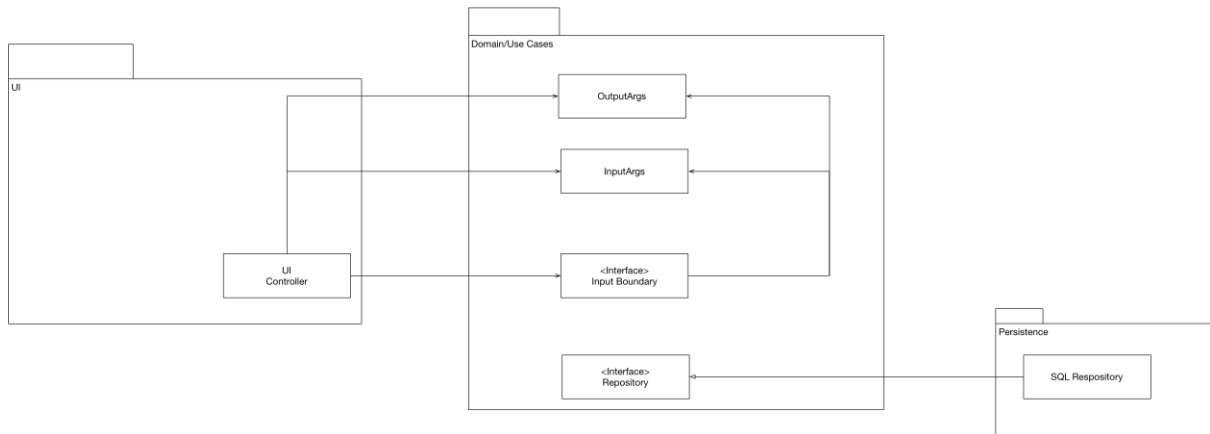 Domain/Use Cases
UI
OutputArgs
InputArgs
UI
Controller
<Interface>
Input Boundary
Persistence
<Interface>
Repository
SQL Respository